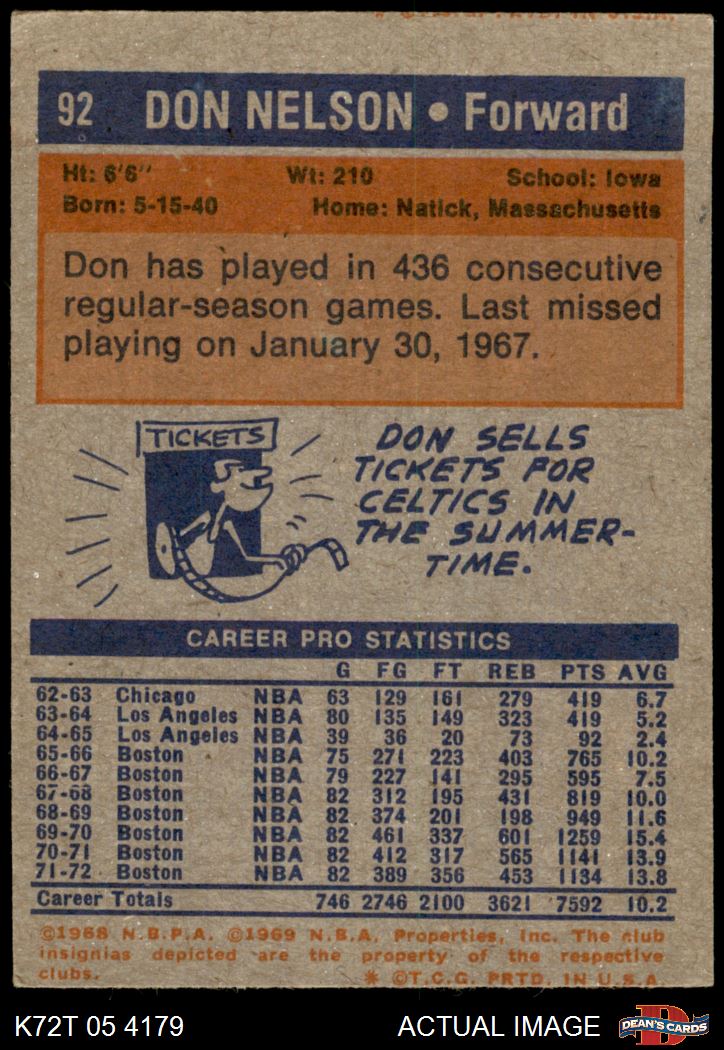 * © T.C.G. PRTD. IN U.S.A.
92 DON NELSON • Forward
Ht: 6'6" Wt: 210 School: Iowa
Born: 5-15-40 Home: Natick, Massachusetts
Don has played in 436 consecutive
regular-season games. Last missed
playing on January 30, 1967.
TICKETS
DON SELLS
TICKETS FOR
CELTICS IN
THE SUMMER-
TIME.
CAREER PRO STATISTICS
G FG FT REB PTS AVG
62-63 Chicago NBA 63 129 161 279 419 6.7
63-64 Los Angeles NBA 80 135 149 323 419 5.2
64-65 Los Angeles NBA 39 36 20 73 92 2.4
65-66 Boston NBA 75 271 223 403 765 10.2
66-67 Boston NBA 79 227 141 295 595 7.5
67-68 Boston NBA 82 312 195 431 819 10.0
68-69 Boston NBA 82 374 201 198 949 11.6
69-70 Boston NBA 82 461 337 601 1259 15.4
70-71 Boston NBA 82 412 317 565 1141 13.9
71-72 Boston NBA 82 389 356 453 1134 13.8
Career Totals 746 2746 2100 3621 7592 10.2
©1968 N.B.P.A. ©1969 N.B.A. Properties, Inc. The club
insignias depicted are the property of the respective
clubs. * ©T.C.G. PRTD. IN U.S.A.
K72T 05 4179 ACTUAL IMAGE D DEAN'S CARDS